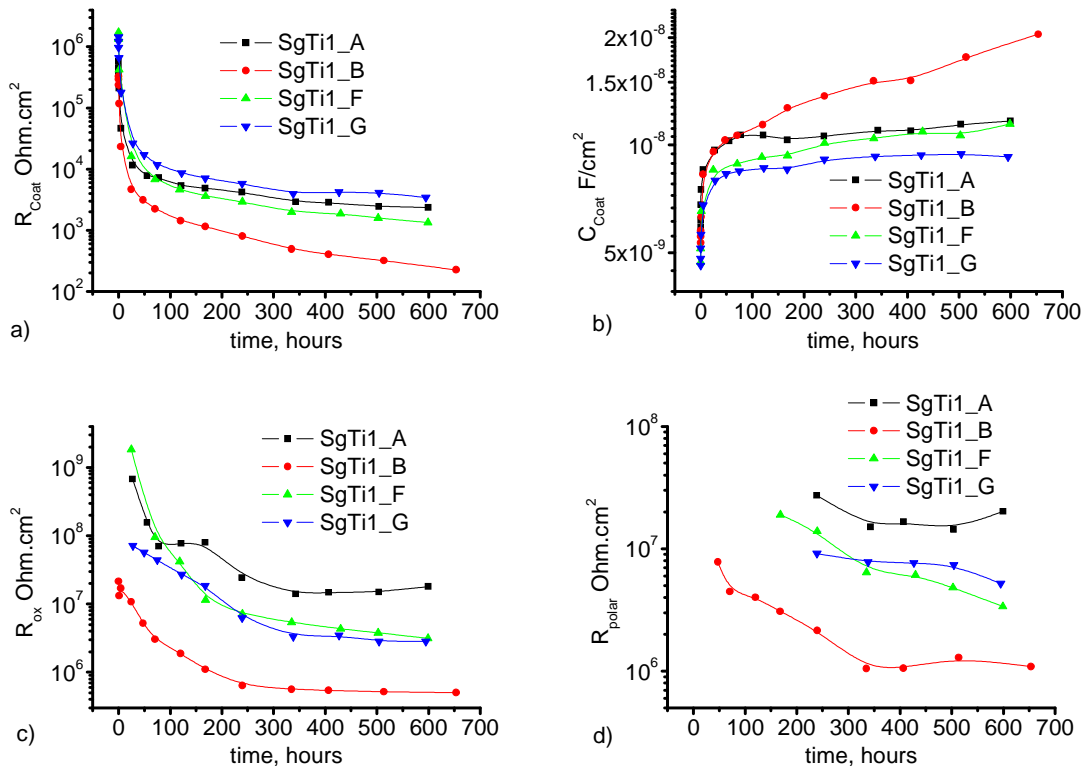 10^6
10^5
10^4
10^3
10^2
R_Coat Ohm.cm^2
SgTi1_A
SgTi1_B
SgTi1_F
SgTi1_G
0 100 200 300 400 500 600 700
time, hours
a)
2x10^-8
1.5x10^-8
10^-8
5x10^-9
C_Coat F/cm^2
SgTi1_A
SgTi1_B
SgTi1_F
SgTi1_G
0 100 200 300 400 500 600 700
time, hours
b)
10^9
10^8
10^7
10^6
R_ox Ohm.cm^2
SgTi1_A
SgTi1_B
SgTi1_F
SgTi1_G
0 100 200 300 400 500 600 700
time, hours
c)
10^8
10^7
10^6
R_polar Ohm.cm^2
SgTi1_A
SgTi1_B
SgTi1_F
SgTi1_G
0 100 200 300 400 500 600 700
time, hours
d)